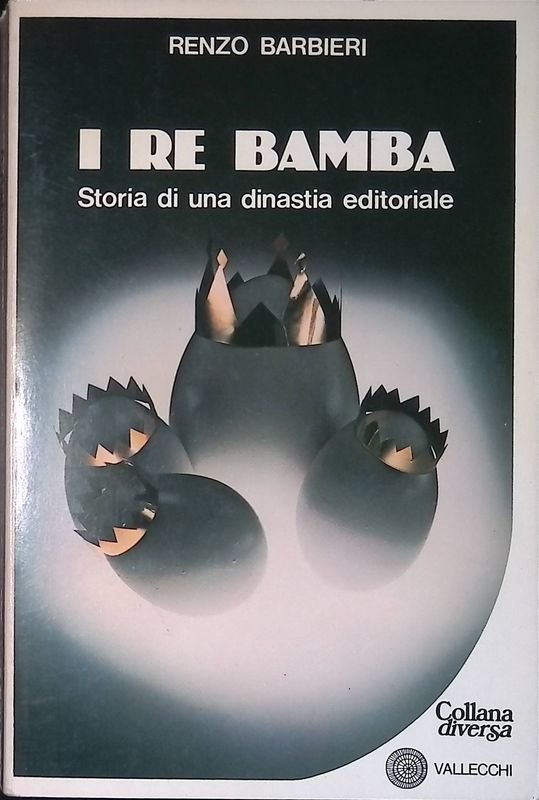 RENZO BARBIERI
I RE BAMBA
Storia di una dinastia editoriale
Collana
diversa
VALLECCHI